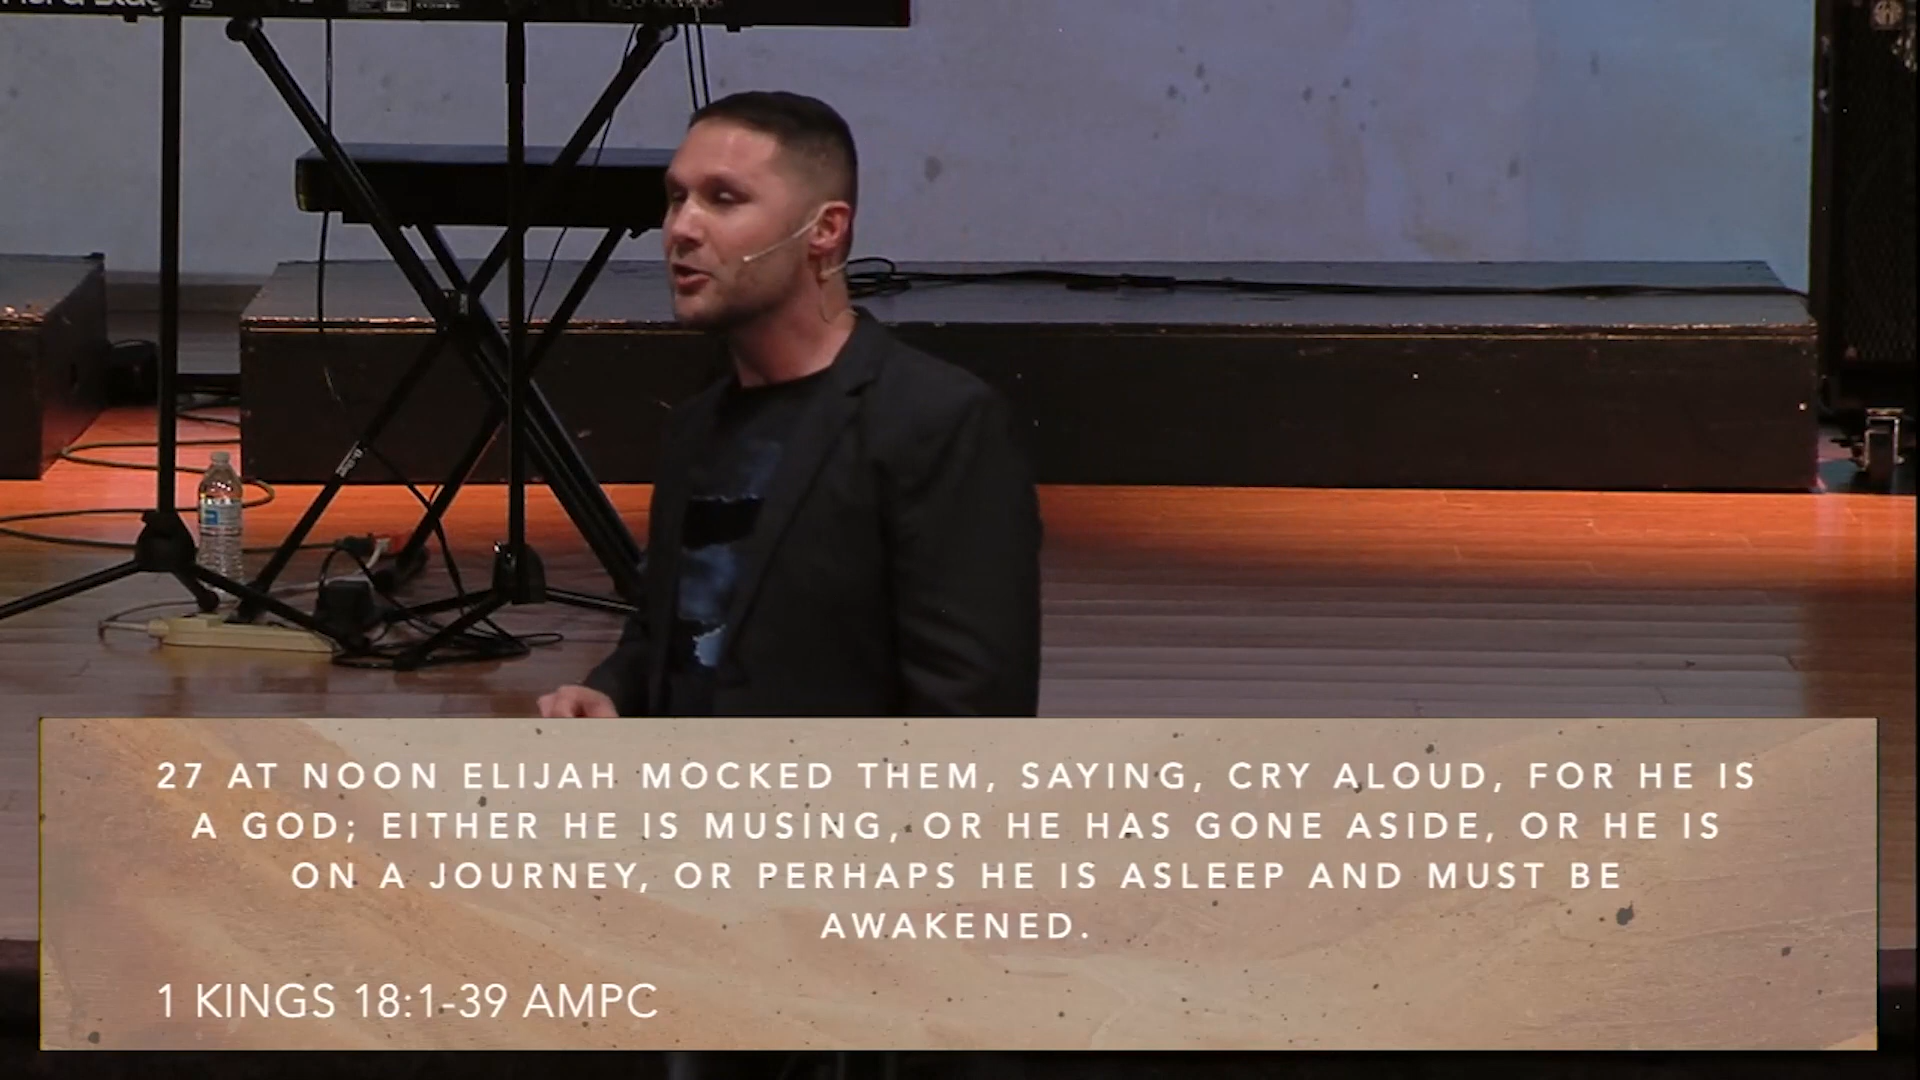 27 AT NOON ELIJAH MOCKED THEM, SAYING, CRY ALOUD, FOR HE IS
A GOD; EITHER HE IS MUSING, OR HE HAS GONE ASIDE, OR HE IS
ON A JOURNEY, OR PERHAPS HE IS ASLEEP AND MUST BE
AWAKENED.
1 KINGS 18:1-39 AMPC